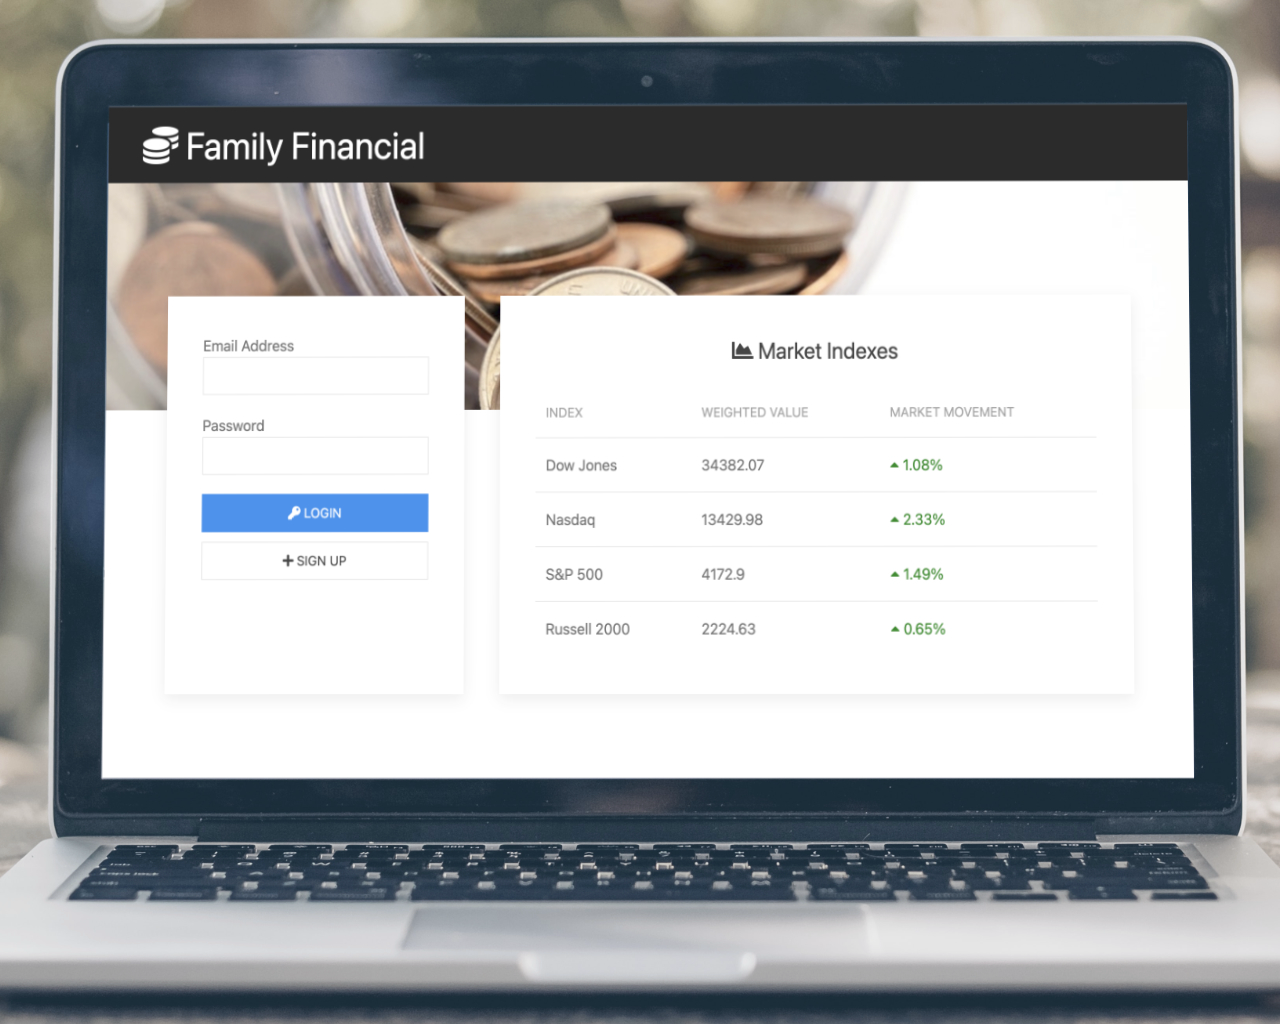 Family Financial
Email Address
Password
LOGIN
SIGN UP
Market Indexes
INDEX WEIGHTED VALUE MARKET MOVEMENT
Dow Jones 34382.07 1.08%
Nasdaq 13429.98 2.33%
S&P 500 4172.9 1.49%
Russell 2000 2224.63 0.65%